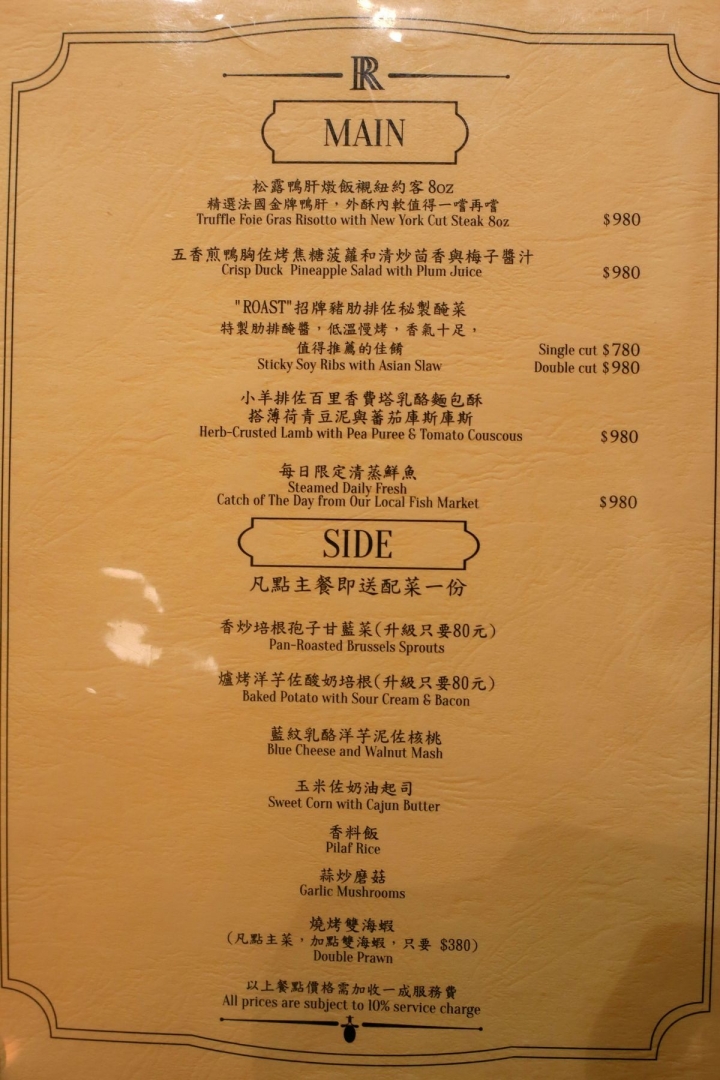 R
MAIN
松露鴨肝燉飯襯紐約客8oz
精選法國金牌鴨肝，外酥內軟值得一嚐再嚐
Truffle Foie Gras Risotto with New York Cut Steak 8oz $980
五香煎鴨胸佐烤焦糖菠蘿和清炒茴香與梅子醬汁
Crisp Duck Pineapple Salad with Plum Juice $980
"ROAST"招牌豬肋排佐秘製醃菜
特製肋排醃醬，低溫慢烤，香氣十足，
值得推薦的佳餚 Single cut $780
Sticky Soy Ribs with Asian Slaw Double cut $980
小羊排佐百里香費塔乳酪麵包酥
搭薄荷青豆泥與蕃茄庫斯庫斯
Herb-Crusted Lamb with Pea Puree & Tomato Couscous $980
每日限定清蒸鮮魚
Steamed Daily Fresh
Catch of The Day from Our Local Fish Market $980
SIDE
凡點主餐即送配菜一份
香炒培根孢子甘藍菜(升級只要80元)
Pan-Roasted Brussels Sprouts
爐烤洋芋佐酸奶培根(升級只要80元)
Baked Potato with Sour Cream & Bacon
藍紋乳酪洋芋泥佐核桃
Blue Cheese and Walnut Mash
玉米佐奶油起司
Sweet Corn with Cajun Butter
香料飯
Pilaf Rice
蒜炒磨菇
Garlic Mushrooms
燒烤雙海蝦
(凡點主菜，加點雙海蝦，只要 $380)
Double Prawn
以上餐點價格需加收一成服務費
All prices are subject to 10% service charge